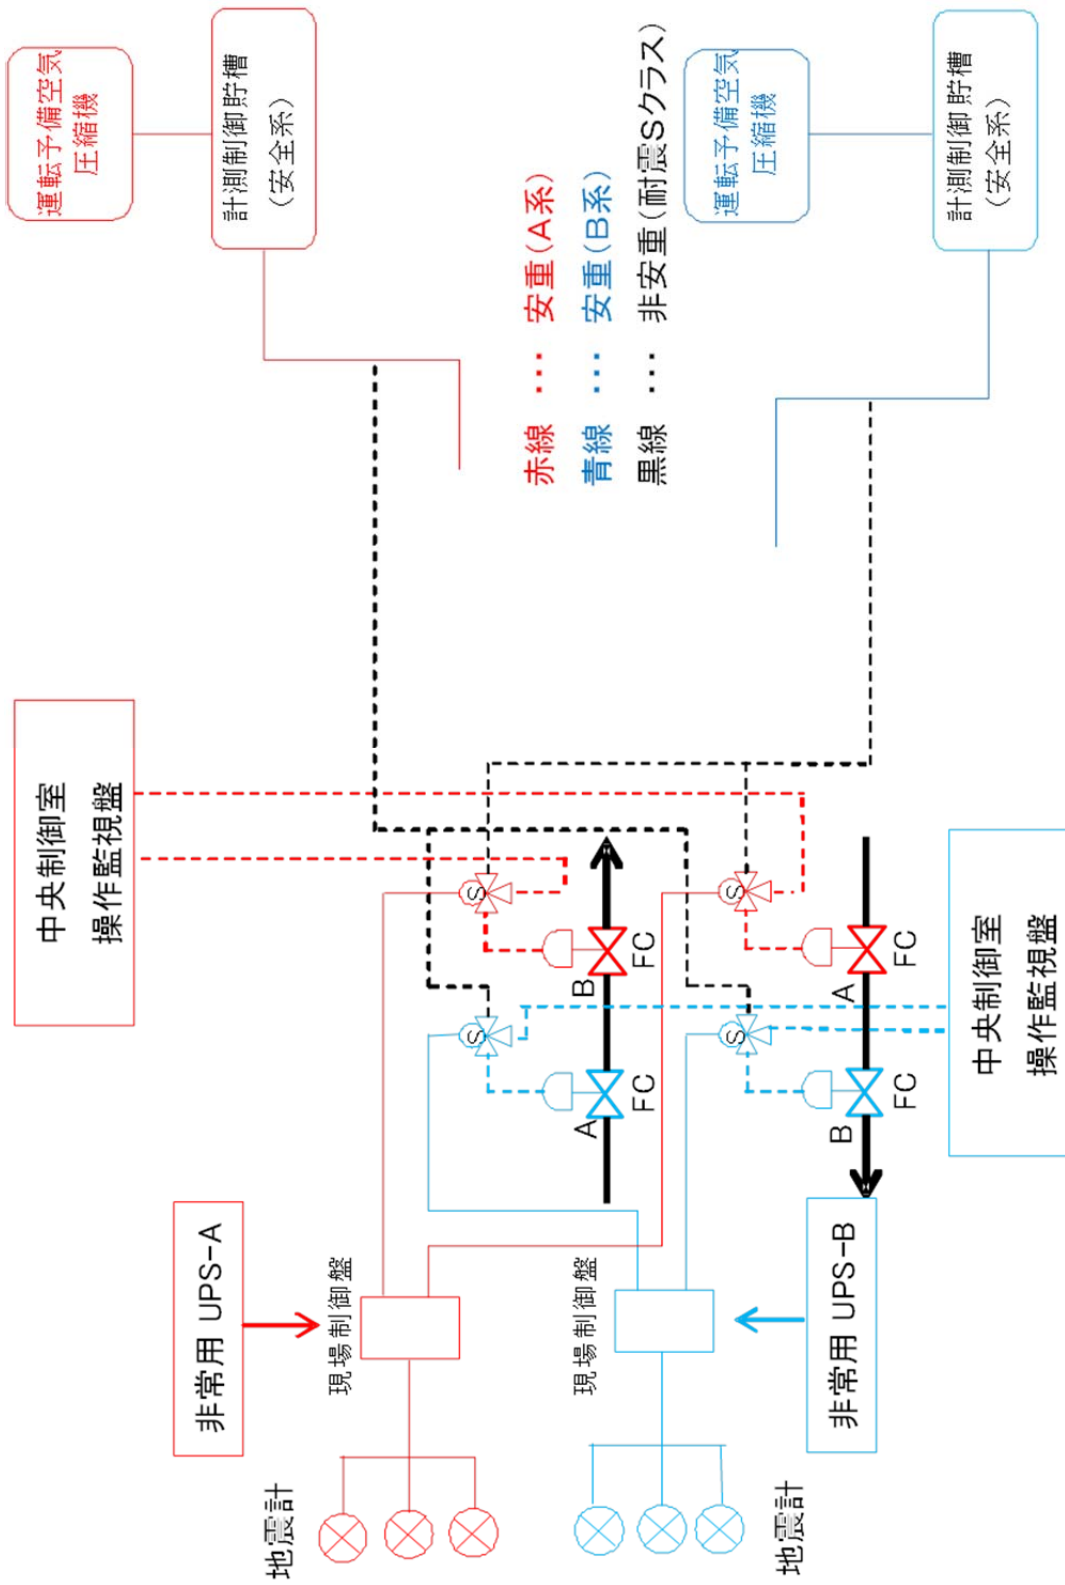 地震計
非常用 UPS-A
現場制御盤
中央制御室
操作監視盤
運転予備空気
圧縮機
計測制御貯槽
（安全系）
S
S
B
FC
A
FC
赤線 ・・・ 安重（A系）
青線 ・・・ 安重（B系）
黒線 ・・・ 非安重（耐震Sクラス）
現場制御盤
S
S
A
FC
B
FC
地震計
非常用 UPS-B
中央制御室
操作監視盤
運転予備空気
圧縮機
計測制御貯槽
（安全系）